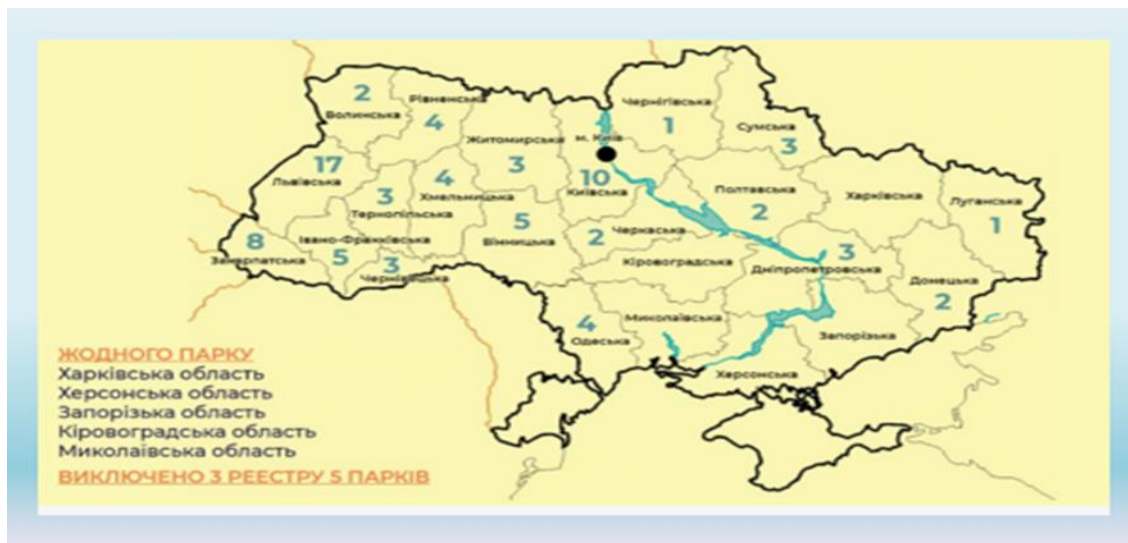 2
Волинська
Рівненська
4
Чернігівська
1
Сумська
3
Житомирська
3
м. Київ
10
Київська
17
Львівська
3
Тернопільська
4
Хмельницька
Полтавська
2
Харківська
Луганська
1
8
Закарпатська
Івано-Франківська
5
3
Чернівецька
5
Вінницька
2
Черкаська
Кіровоградська
3
Дніпропетровська
Донецька
2
4
Одеська
Миколаївська
Запорізька
Херсонська
ЖОДНОГО ПАРКУ
Харківська область
Херсонська область
Запорізька область
Кіровоградська область
Миколаївська область
ВИКЛЮЧЕНО З РЕЕСТРУ 5 ПАРКІВ